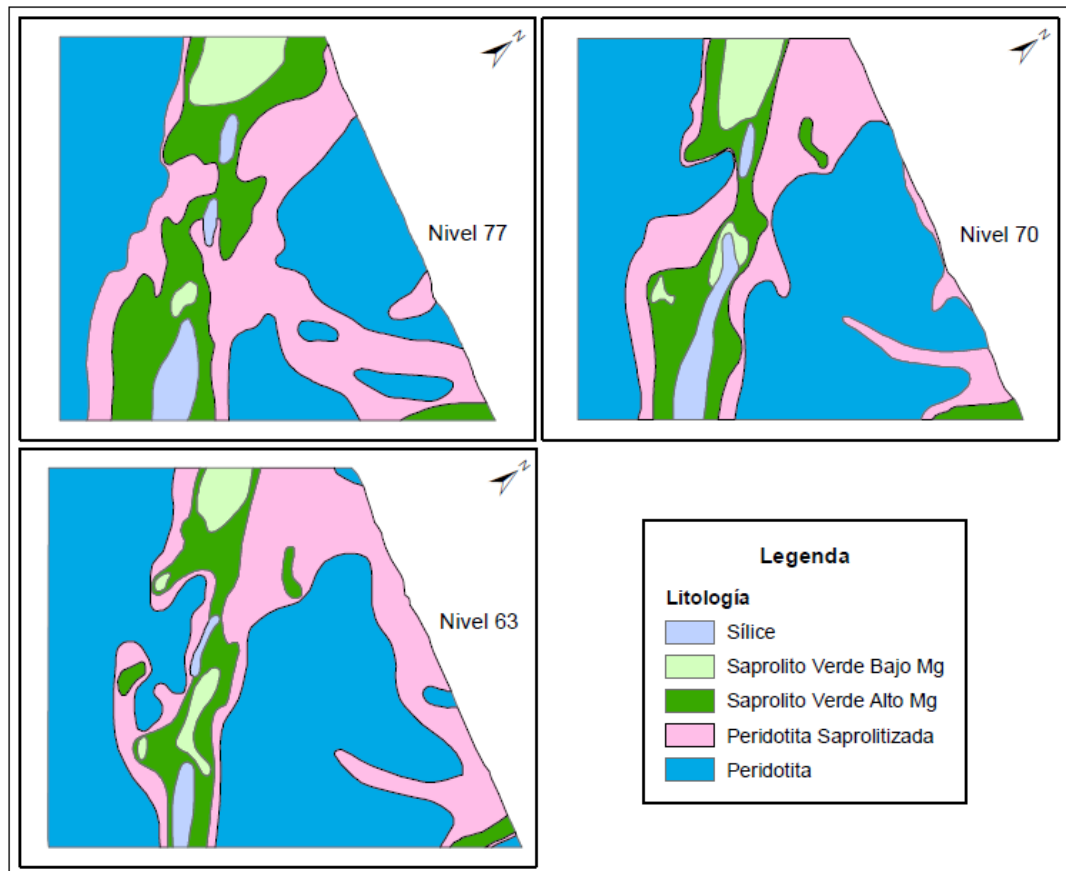 N
Nivel 77
N
Nivel 70
N
Nivel 63
Legenda
Litología
Sílice
Saprolito Verde Bajo Mg
Saprolito Verde Alto Mg
Peridotita Saprolitizada
Peridotita